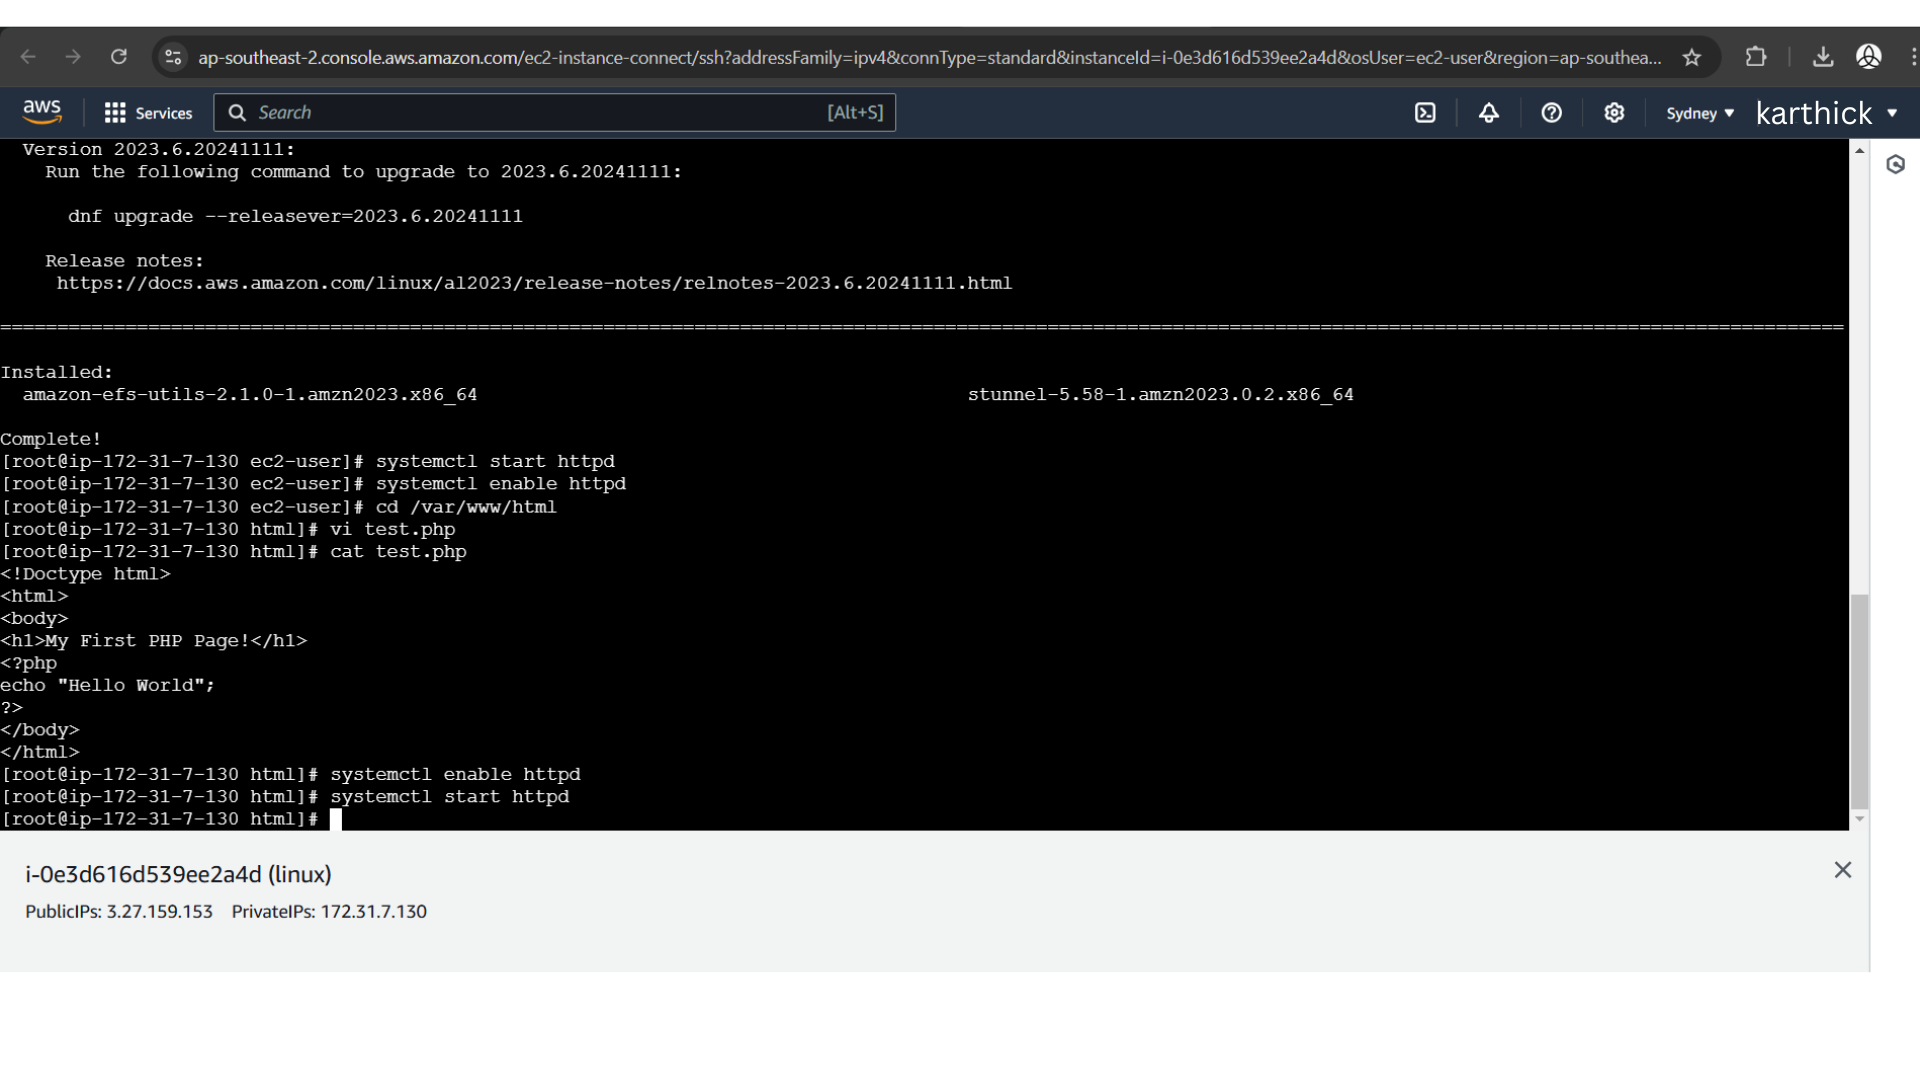 ap-southeast-2.console.aws.amazon.com/ec2-instance-connect/ssh?addressFamily=ipv4&connType=standard&instanceId=i-0e3d616d539ee2a4d&osUser=ec2-user&region=ap-southea...
aws Services Search [Alt+S] Sydney karthick
Version 2023.6.20241111:
Run the following command to upgrade to 2023.6.20241111:
dnf upgrade --releasever=2023.6.20241111
Release notes:
https://docs.aws.amazon.com/linux/al2023/release-notes/relnotes-2023.6.20241111.html
==================================================================================================================================================================
Installed:
amazon-efs-utils-2.1.0-1.amzn2023.x86_64 stunnel-5.58-1.amzn2023.0.2.x86_64
Complete!
[root@ip-172-31-7-130 ec2-user]# systemctl start httpd
[root@ip-172-31-7-130 ec2-user]# systemctl enable httpd
[root@ip-172-31-7-130 ec2-user]# cd /var/www/html
[root@ip-172-31-7-130 html]# vi test.php
[root@ip-172-31-7-130 html]# cat test.php
<!Doctype html>
<html>
<body>
<h1>My First PHP Page!</h1>
<?php
echo "Hello World";
?>
</body>
</html>
[root@ip-172-31-7-130 html]# systemctl enable httpd
[root@ip-172-31-7-130 html]# systemctl start httpd
[root@ip-172-31-7-130 html]#
i-0e3d616d539ee2a4d (linux)
PublicIPs: 3.27.159.153 PrivateIPs: 172.31.7.130